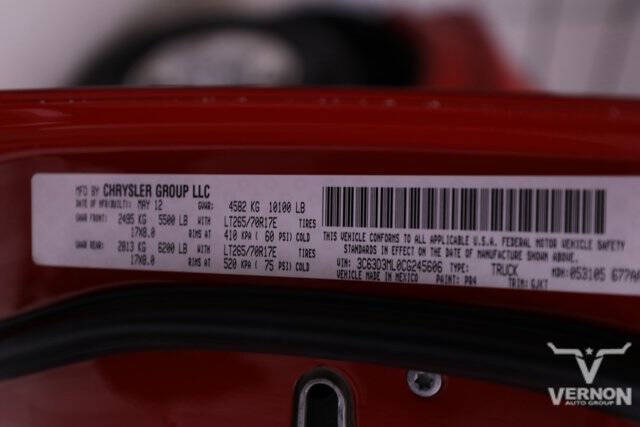 MFD BY CHRYSLER GROUP LLC
DATE OF MFR(BUILT): MAY 12 GVWR: 4582 KG 10100 LB
GAWR FRONT: 2495 KG 5500 LB WITH LT265/70R17E TIRES
17X8.0 RIMS AT 410 KPA ( 60 PSI) COLD
GAWR REAR: 2813 KG 6200 LB WITH LT265/70R17E TIRES
17X8.0 RIMS AT 520 KPA ( 75 PSI) COLD
THIS VEHICLE CONFORMS TO ALL APPLICABLE U.S.A. FEDERAL MOTOR VEHICLE SAFETY
STANDARDS IN EFFECT ON THE DATE OF MANUFACTURE SHOWN ABOVE.
VIN: 3C63D3ML0CG245606 TYPE: TRUCK MDH: 053105 677AA
VEHICLE MADE IN MEXICO PAINT: PR4 TRIM: GJXT
VERNON
AUTO GROUP